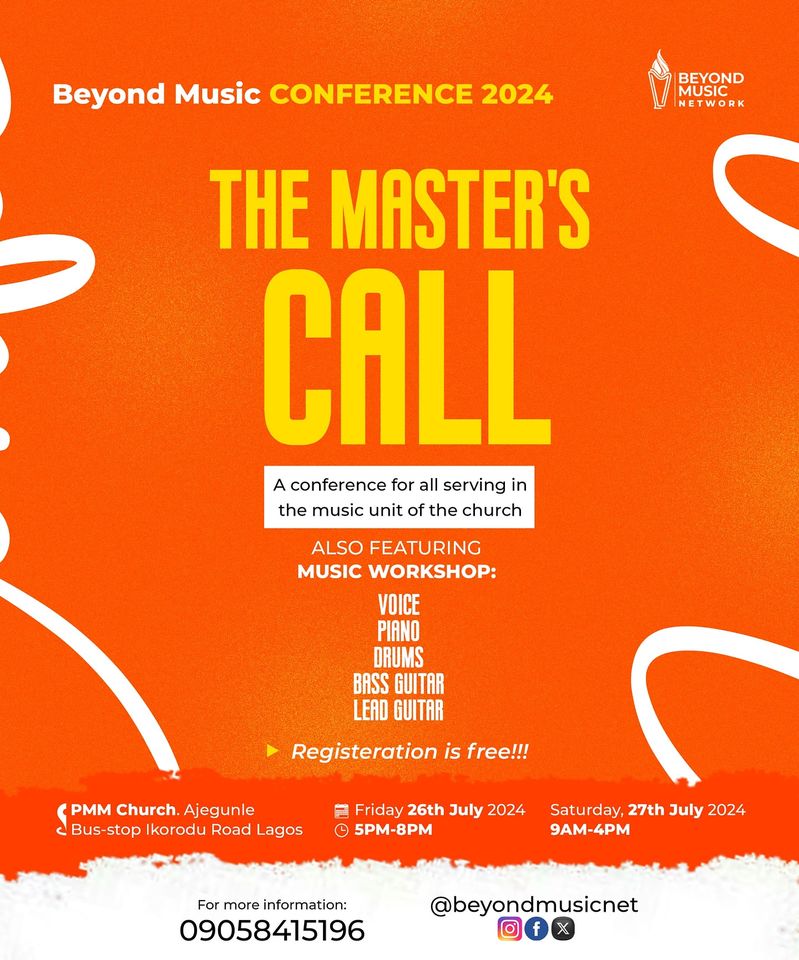 Beyond Music CONFERENCE 2024
BEYOND
MUSIC
NETWORK
THE MASTER'S
CALL
A conference for all serving in
the music unit of the church
ALSO FEATURING
MUSIC WORKSHOP:
VOICE
PIANO
DRUMS
BASS GUITAR
LEAD GUITAR
Registeration is free!!!
PMM Church. Ajegunle
Bus-stop Ikorodu Road Lagos
Friday 26th July 2024
5PM-8PM
Saturday, 27th July 2024
9AM-4PM
For more information:
09058415196
@beyondmusicnet